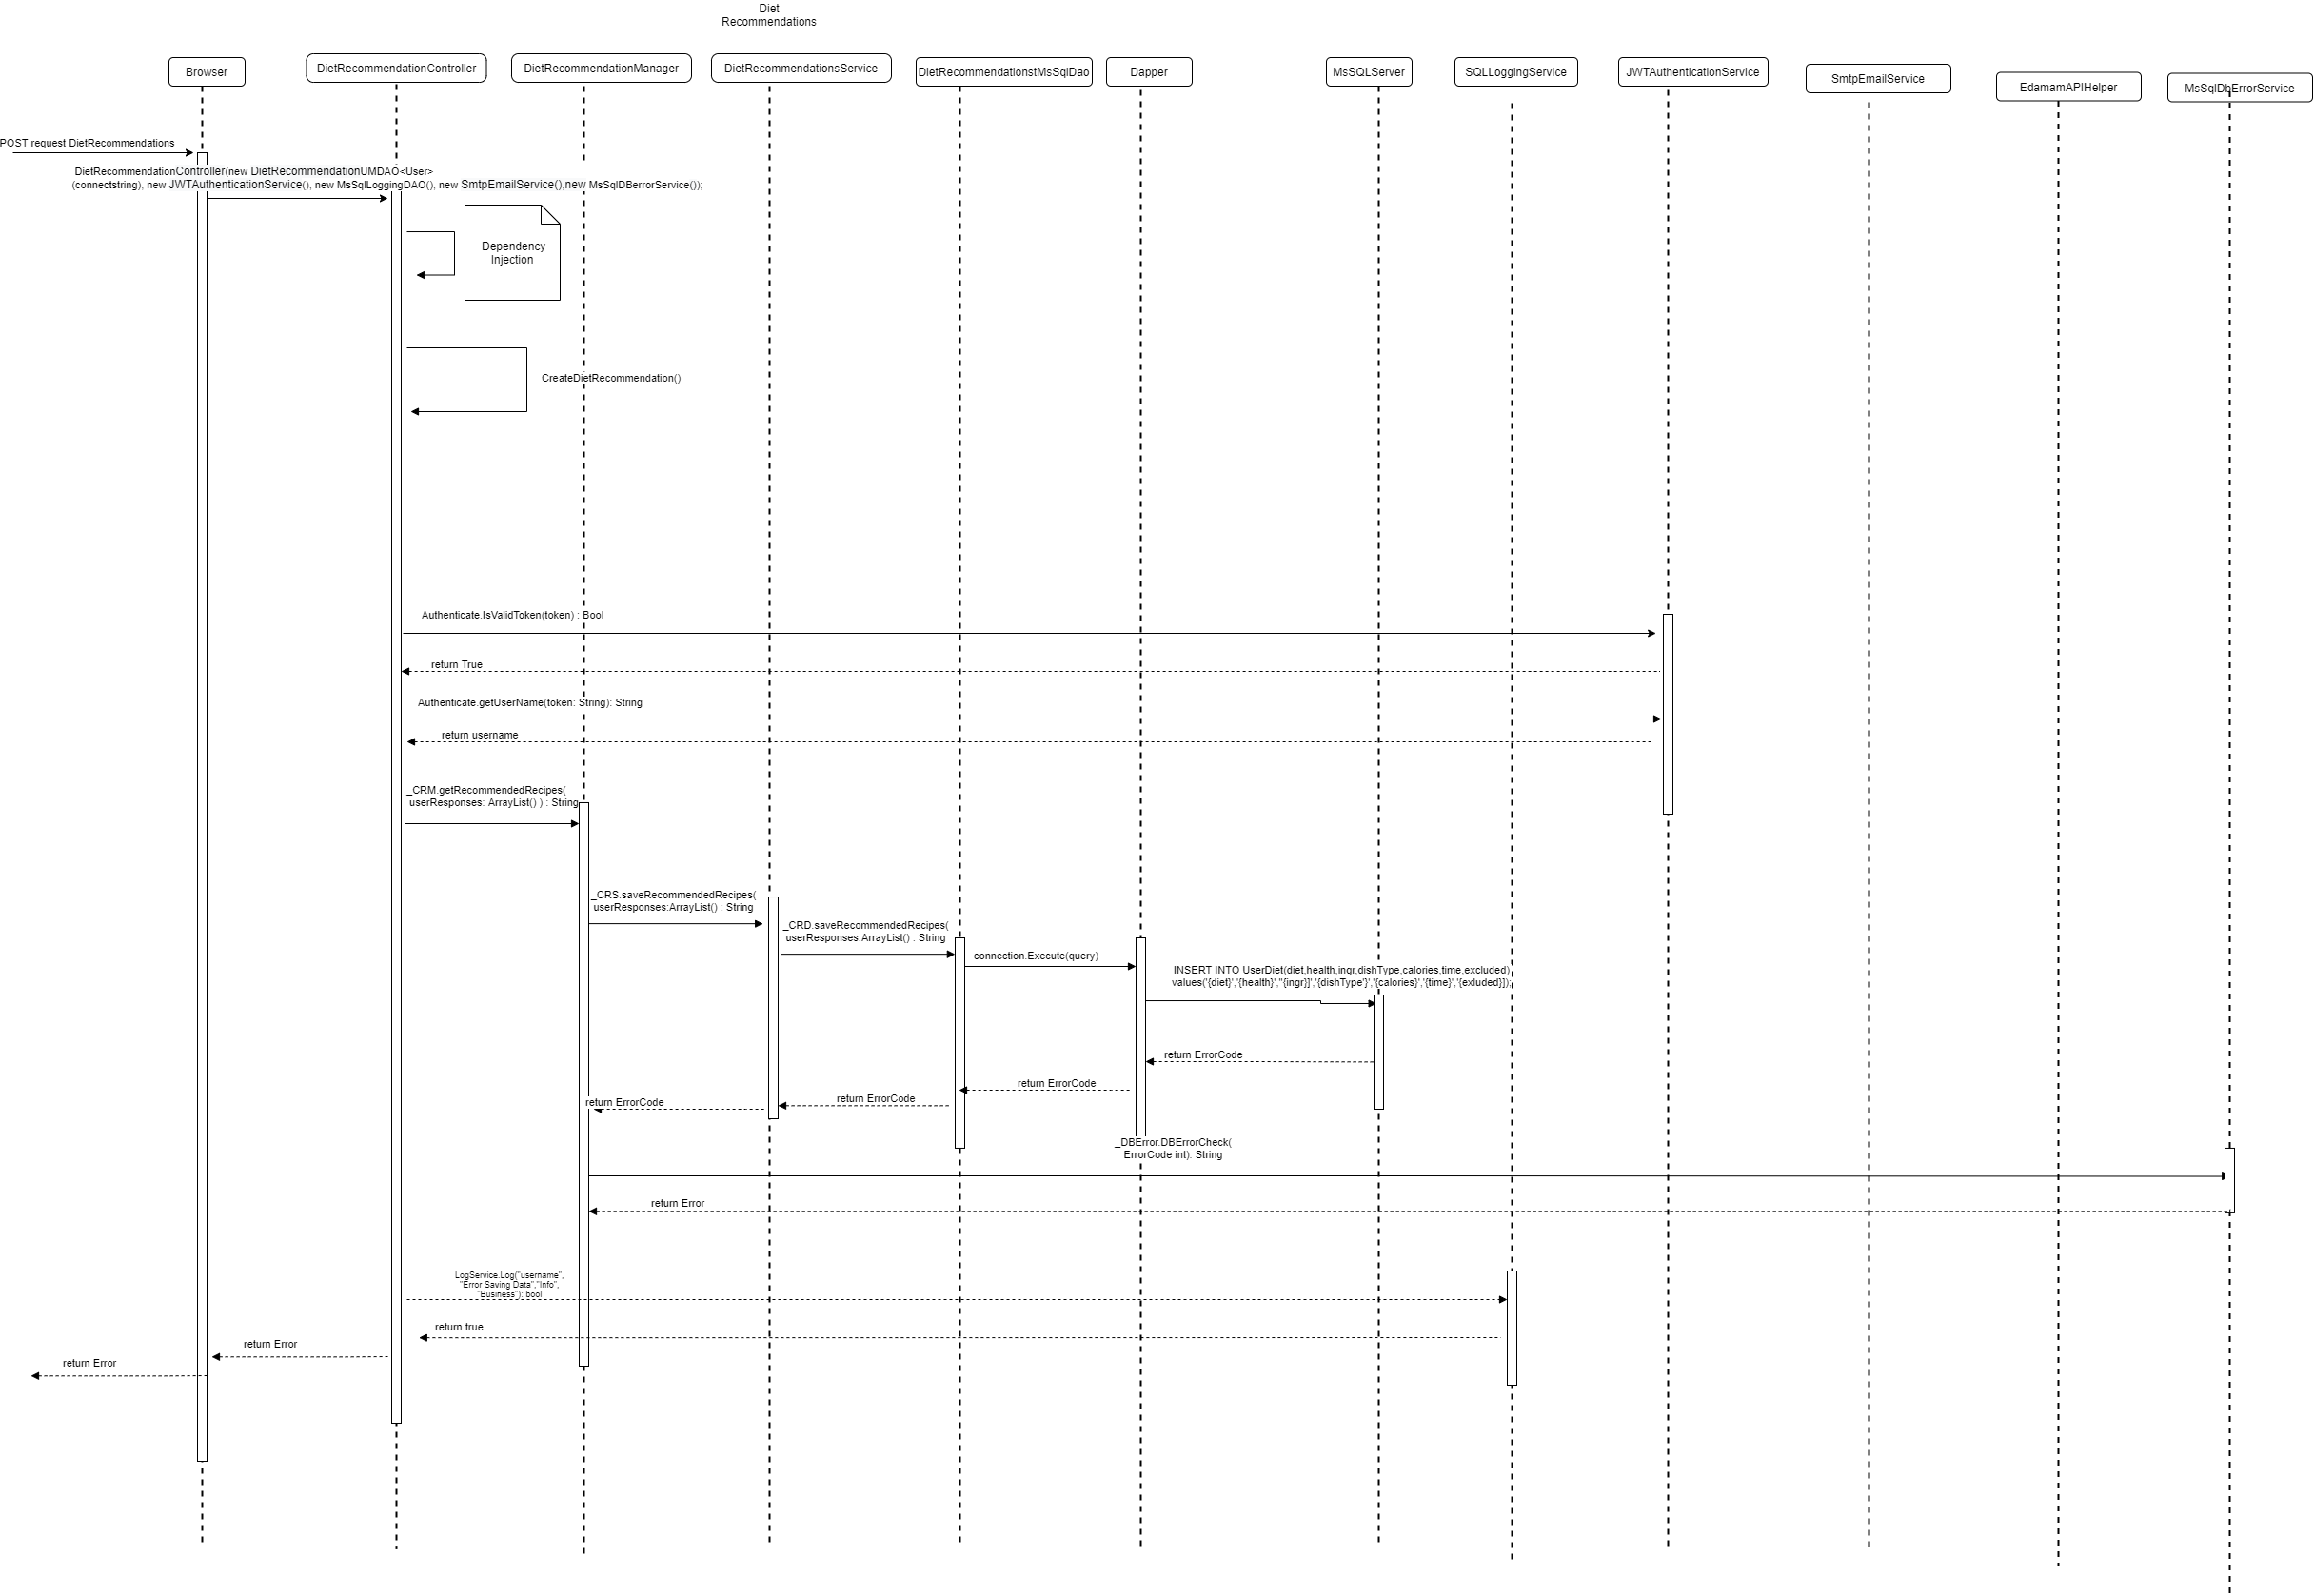 Diet
Recommendations
Browser
DietRecommendationController
DietRecommendationManager
DietRecommendationsService
DietRecommendationstMsSqlDao
Dapper
MsSQLServer
SQLLoggingService
JWTAuthenticationService
SmtpEmailService
EdamamAPIHelper
MsSqlDbErrorService
POST request DietRecommendations
DietRecommendationController(new DietRecommendationUMDAO<User>
(connectstring), new JWTAuthenticationService(), new MsSqlLoggingDAO(), new SmtpEmailService(),new MsSqlDBerrorService());
Dependency
Injection
CreateDietRecommendation()
Authenticate.IsValidToken(token) : Bool
return True
Authenticate.getUserName(token: String): String
return username
_CRM.getRecommendedRecipes(
userResponses: ArrayList() ) : String
_CRS.saveRecommendedRecipes(
userResponses:ArrayList() : String
_CRD.saveRecommendedRecipes(
userResponses:ArrayList() : String
connection.Execute(query)
INSERT INTO UserDiet(diet,health,ingr,dishType,calories,time,excluded)
values('{diet}','{health}',"{ingr}]','{dishType'}','{calories}','{time}','{exluded}]);
return ErrorCode
return ErrorCode
return ErrorCode
return ErrorCode
_DBError.DBErrorCheck(
ErrorCode int): String
return Error
LogService.Log("username",
"Error Saving Data","Info",
"Business"): bool
return true
return Error
return Error